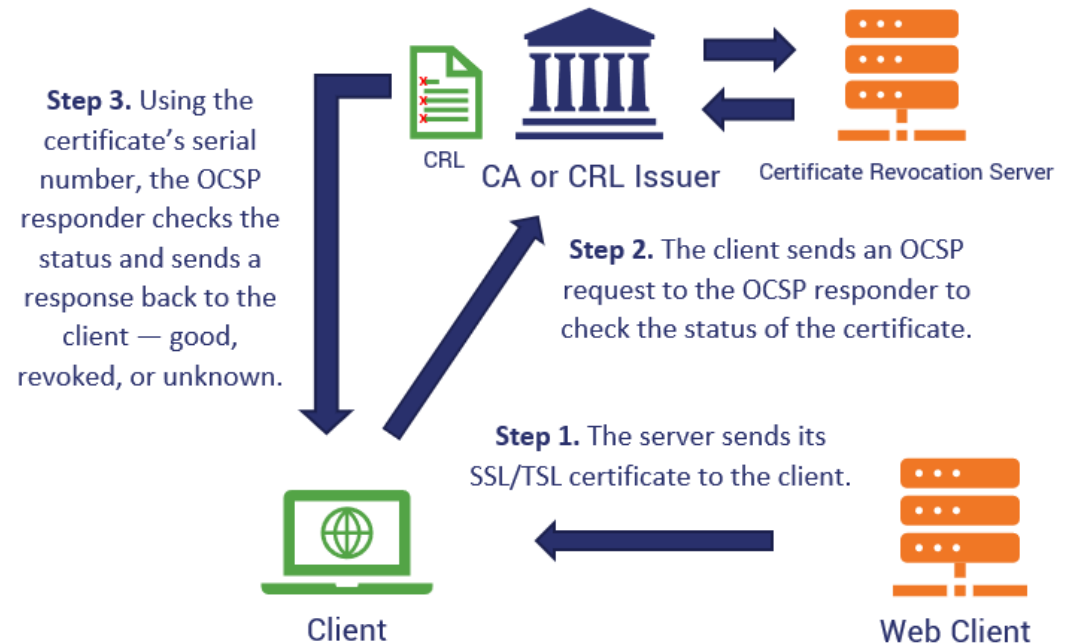 Step 3. Using the
certificate’s serial
number, the OCSP
responder checks the
status and sends a
response back to the
client — good,
revoked, or unknown.
CRL
CA or CRL Issuer
Certificate Revocation Server
Step 2. The client sends an OCSP
request to the OCSP responder to
check the status of the certificate.
Step 1. The server sends its
SSL/TSL certificate to the client.
Client
Web Client